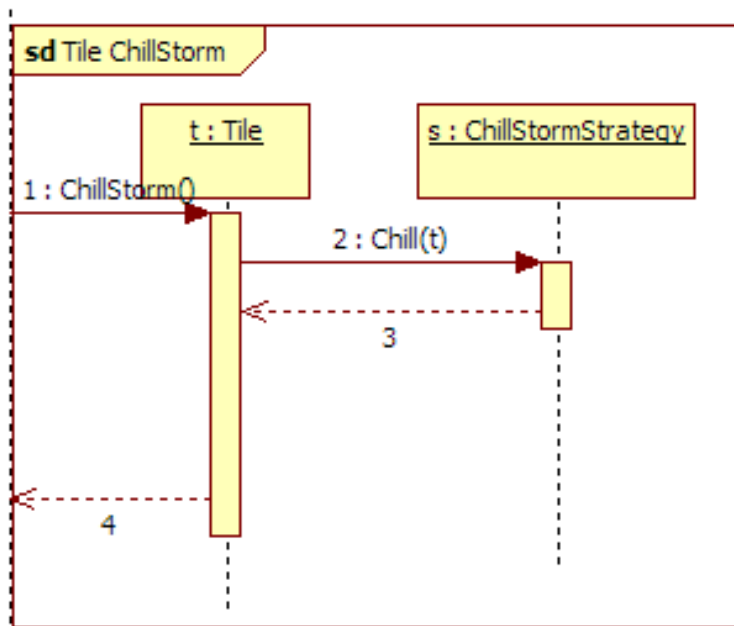 sd Tile ChillStorm
t : Tile
s : ChillStormStrategy
1 : ChillStorm()
2 : Chill(t)
3
4